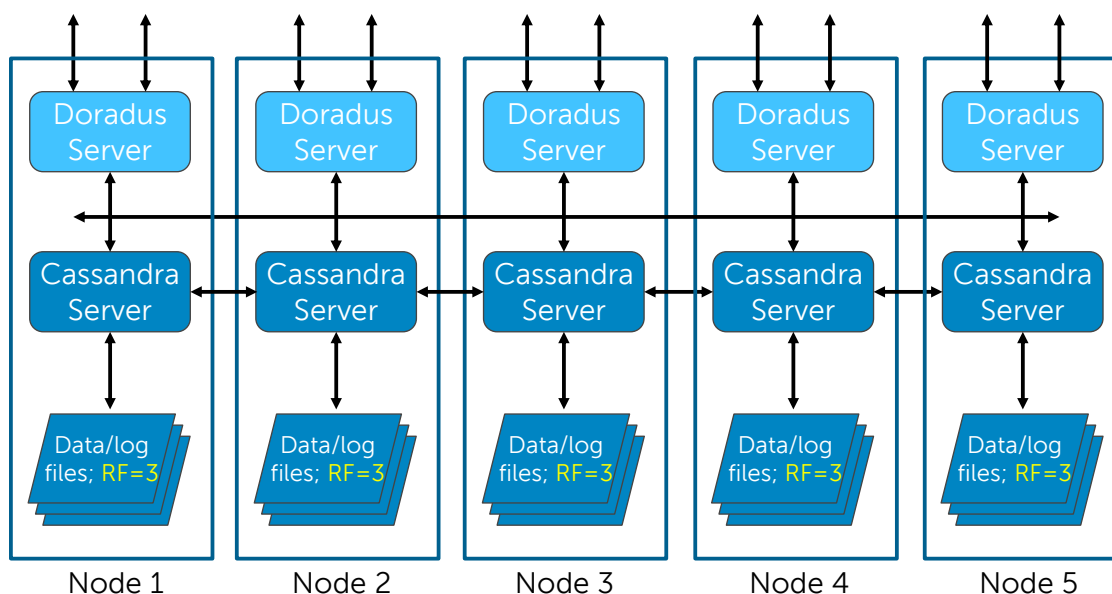 Doradus
Server
Doradus
Server
Doradus
Server
Doradus
Server
Doradus
Server
Cassandra
Server
Cassandra
Server
Cassandra
Server
Cassandra
Server
Cassandra
Server
Data/log
files; RF=3
Data/log
files; RF=3
Data/log
files; RF=3
Data/log
files; RF=3
Data/log
files; RF=3
Node 1
Node 2
Node 3
Node 4
Node 5